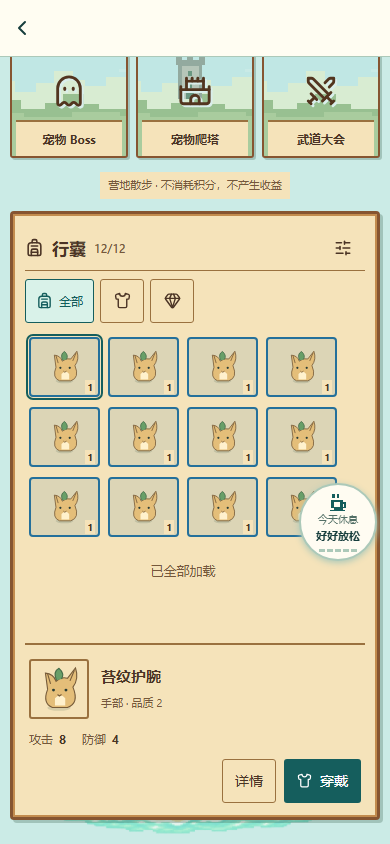 宠物 Boss
宠物爬塔
武道大会
营地散步 · 不消耗积分，不产生收益
行囊 12/12
全部
1 1 1 1
1 1 1 1
1 1 1
今天休息
好好放松
已全部加载
苔纹护腕
手部 · 品质 2
攻击 8 防御 4
详情 穿戴